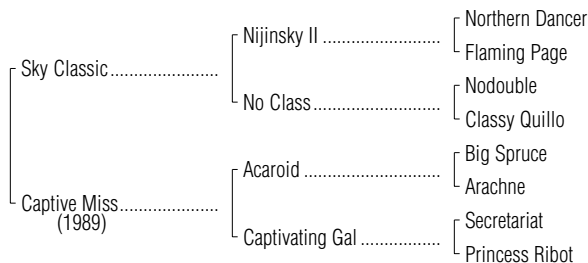 Northern Dancer
Nijinsky II
Flaming Page
Sky Classic
Nodouble
No Class
Classy Quillo
Big Spruce
Acaroid
Arachne
Captive Miss
(1989)
Secretariat
Captivating Gal
Princess Ribot